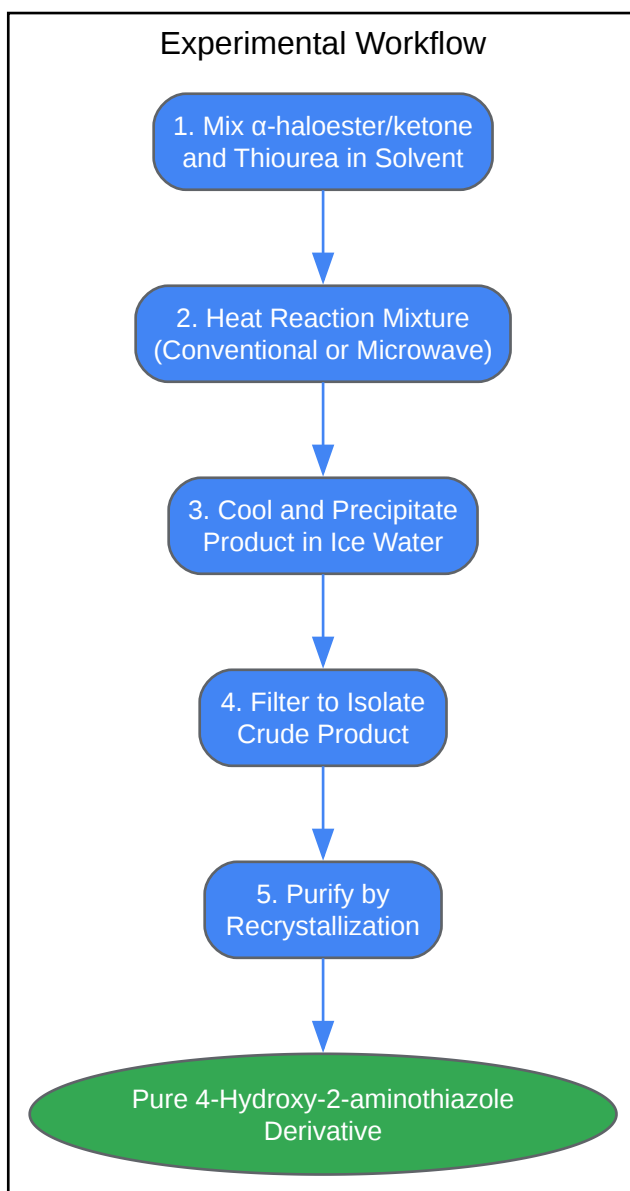 Experimental Workflow
1. Mix α-haloester/ketone
and Thiourea in Solvent
2. Heat Reaction Mixture
(Conventional or Microwave)
3. Cool and Precipitate
Product in Ice Water
4. Filter to Isolate
Crude Product
5. Purify by
Recrystallization
Pure 4-Hydroxy-2-aminothiazole
Derivative